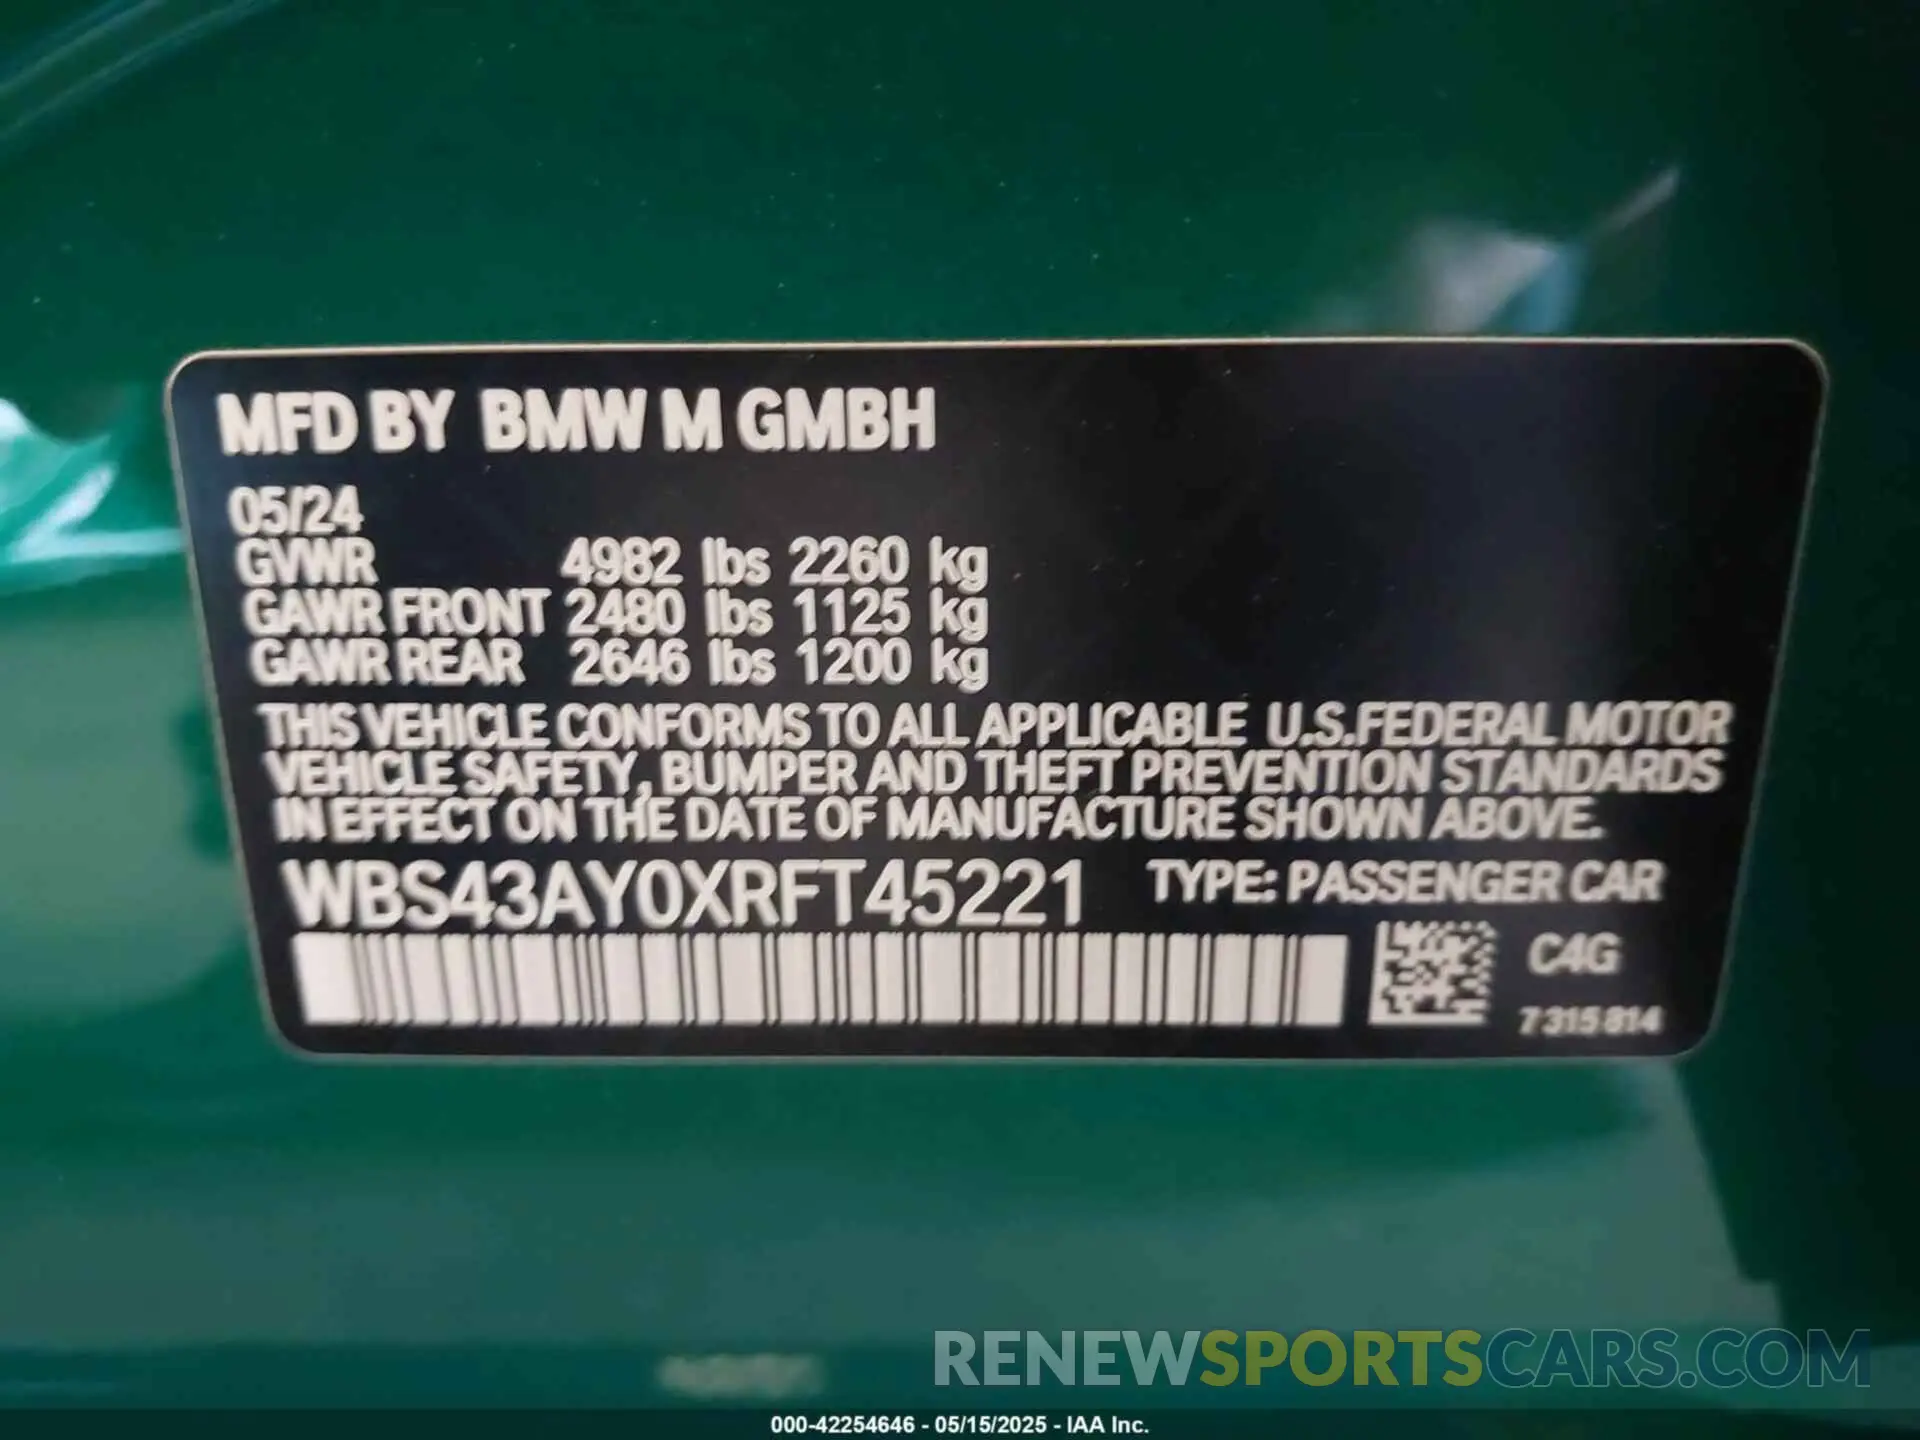 MFD BY BMW M GMBH
05/24
GVWR 4982 lbs 2260 kg
GAWR FRONT 2480 lbs 1125 kg
GAWR REAR 2646 lbs 1200 kg
THIS VEHICLE CONFORMS TO ALL APPLICABLE U.S.FEDERAL MOTOR
VEHICLE SAFETY, BUMPER AND THEFT PREVENTION STANDARDS
IN EFFECT ON THE DATE OF MANUFACTURE SHOWN ABOVE.
WBS43AY0XRFT45221 TYPE: PASSENGER CAR
C4G
7 315 814
RENEWSPORTSCARS.COM
000-42254646 - 05/15/2025 - IAA Inc.